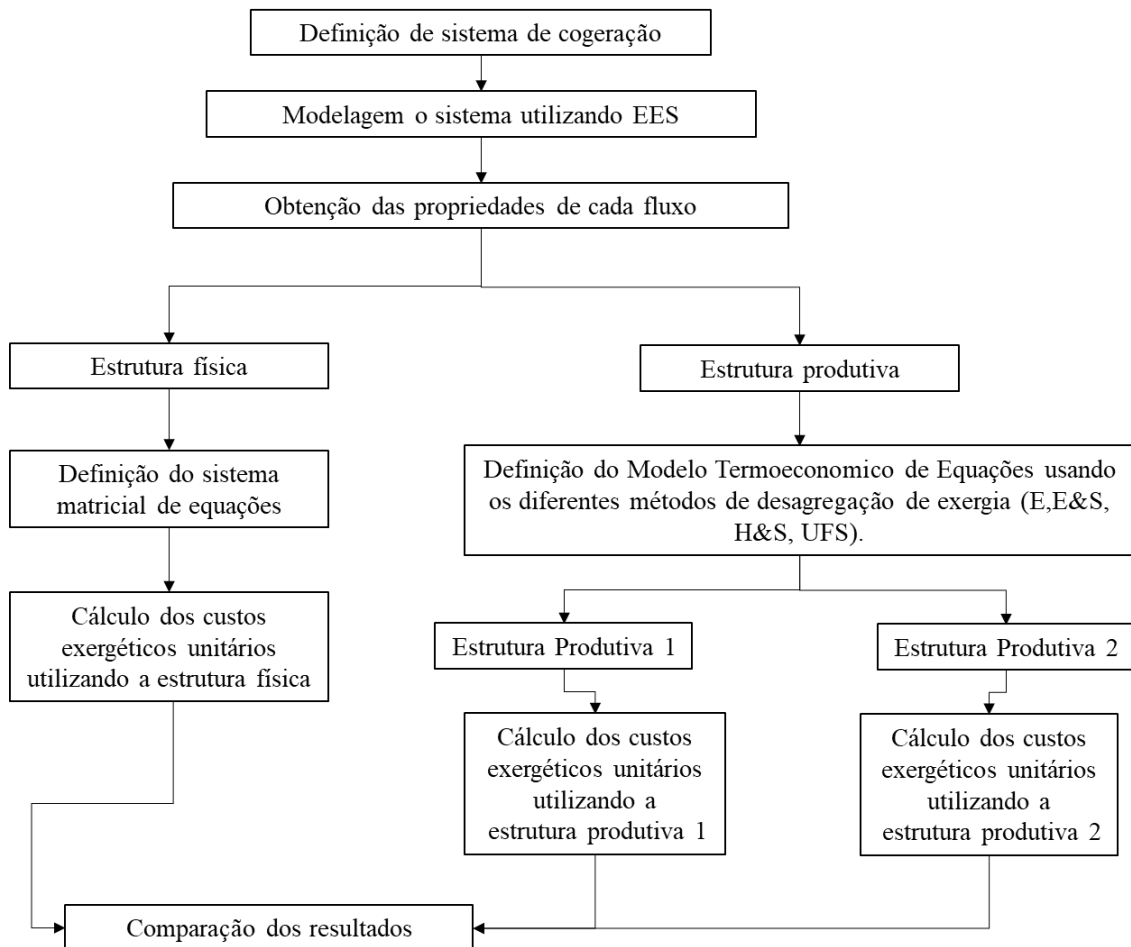 Definição de sistema de cogeração
Modelagem o sistema utilizando EES
Obtenção das propriedades de cada fluxo
Estrutura física
Estrutura produtiva
Definição do sistema
matricial de equações
Definição do Modelo Termoeconomico de Equações usando
os diferentes métodos de desagregação de exergia (E,E&S,
H&S, UFS).
Cálculo dos custos
exergéticos unitários
utilizando a estrutura física
Estrutura Produtiva 1
Estrutura Produtiva 2
Cálculo dos custos
exergéticos unitários
utilizando a
estrutura produtiva 1
Cálculo dos custos
exergéticos unitários
utilizando a
estrutura produtiva 2
Comparação dos resultados